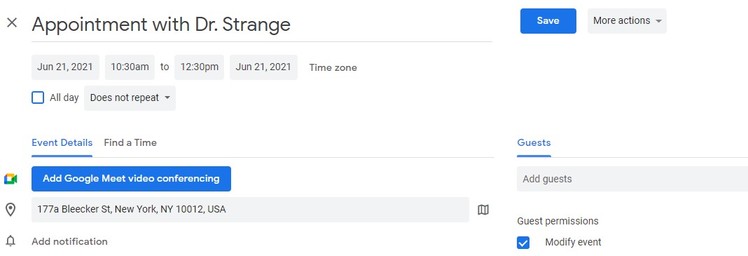 Appointment with Dr. Strange
Save
More actions
Jun 21, 2021 10:30am to 12:30pm Jun 21, 2021 Time zone
All day Does not repeat
Event Details Find a Time
Guests
Add Google Meet video conferencing
Add guests
177a Bleecker St, New York, NY 10012, USA
Guest permissions
Add notification
Modify event